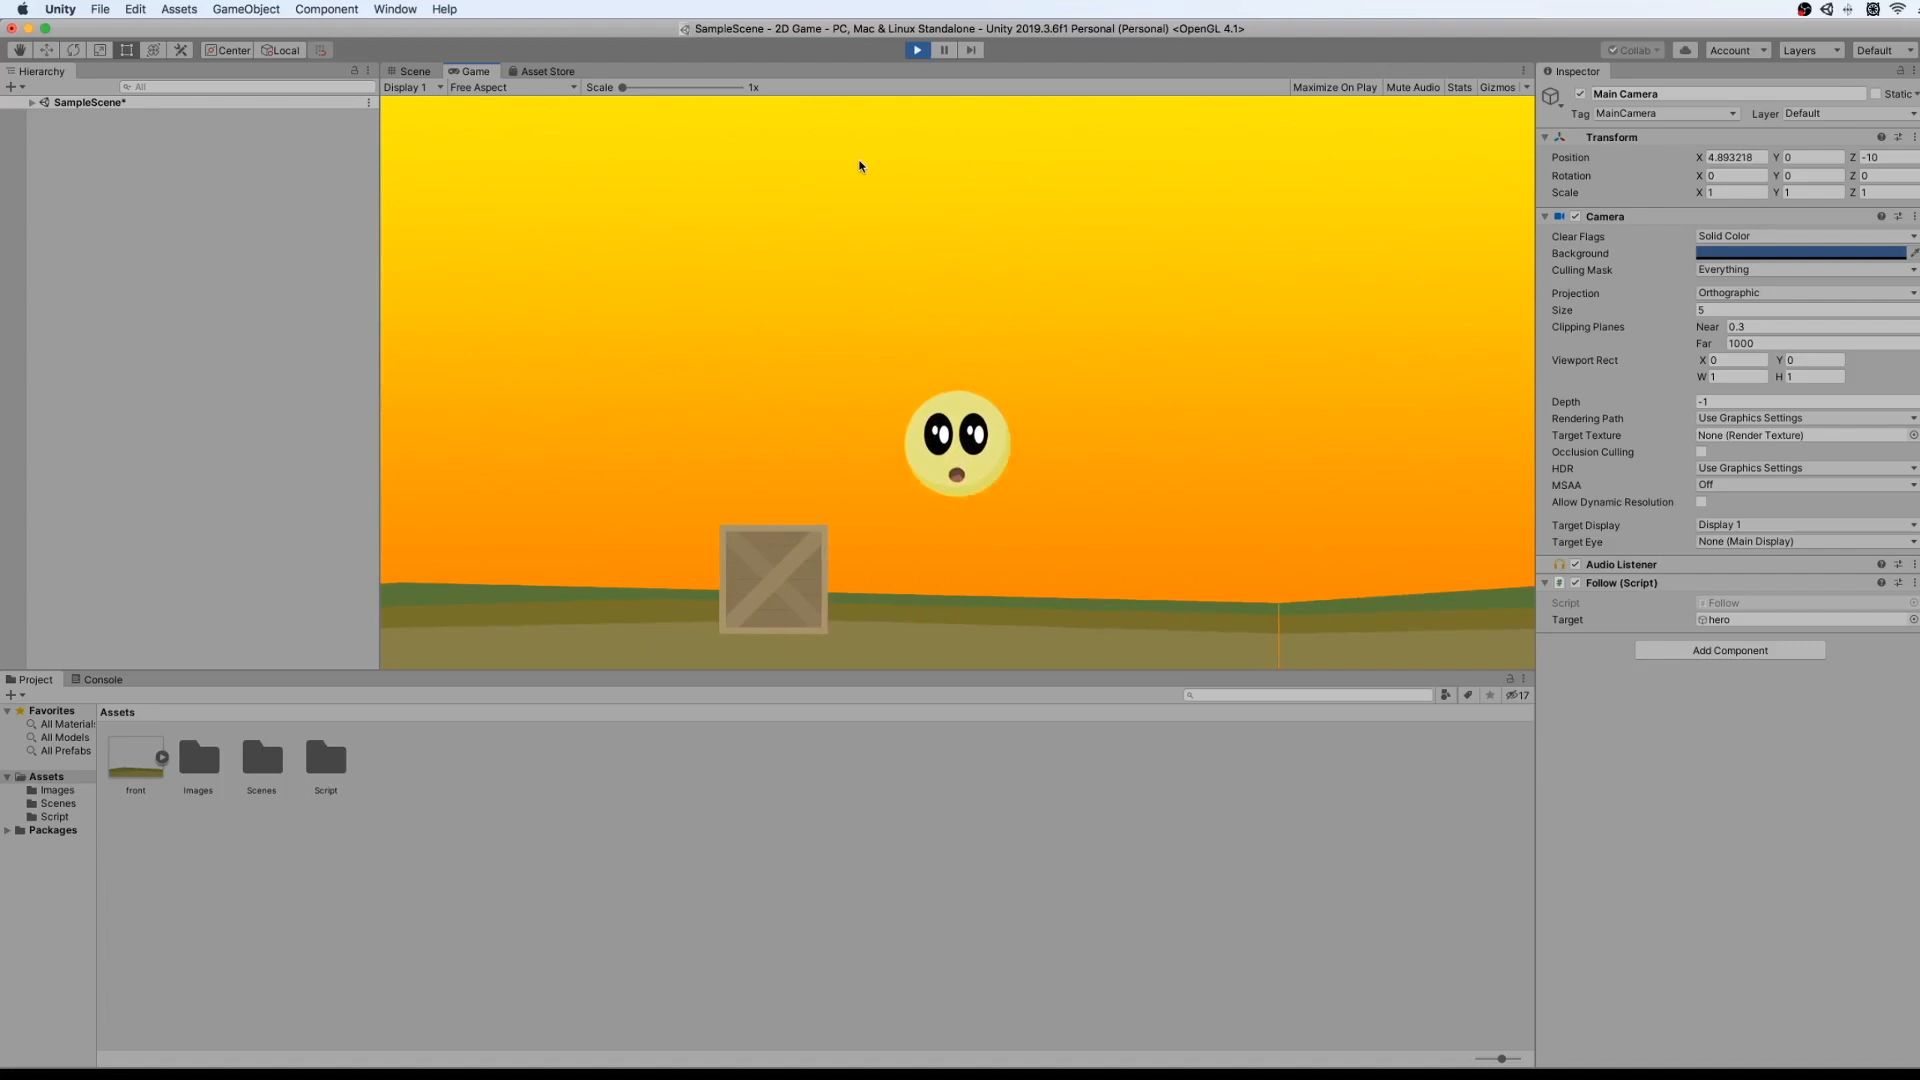 Unity File Edit Assets GameObject Component Window Help
SampleScene - 2D Game - PC, Mac & Linux Standalone - Unity 2019.3.6f1 Personal (Personal) <OpenGL 4.1>
Center Local Collab Account Layers Default
Hierarchy Scene Game Asset Store Inspector
All Display 1 Free Aspect Scale 1x Maximize On Play Mute Audio Stats Gizmos
SampleScene*
Main Camera Static
Tag MainCamera Layer Default
Transform
Position X 4.893218 Y 0 Z -10
Rotation X 0 Y 0 Z 0
Scale X 1 Y 1 Z 1
Camera
Clear Flags Solid Color
Background
Culling Mask Everything
Projection Orthographic
Size 5
Clipping Planes Near 0.3
Far 1000
Viewport Rect X 0 Y 0
W 1 H 1
Depth -1
Rendering Path Use Graphics Settings
Target Texture None (Render Texture)
Occlusion Culling
HDR Use Graphics Settings
MSAA Off
Allow Dynamic Resolution
Target Display Display 1
Target Eye None (Main Display)
Audio Listener
# Follow (Script)
Script # Follow
Target hero
Add Component
Project Console
17
Favorites
All Material
All Models
All Prefabs
Assets
Images
Scenes
Script
Packages
Assets
front Images Scenes Script